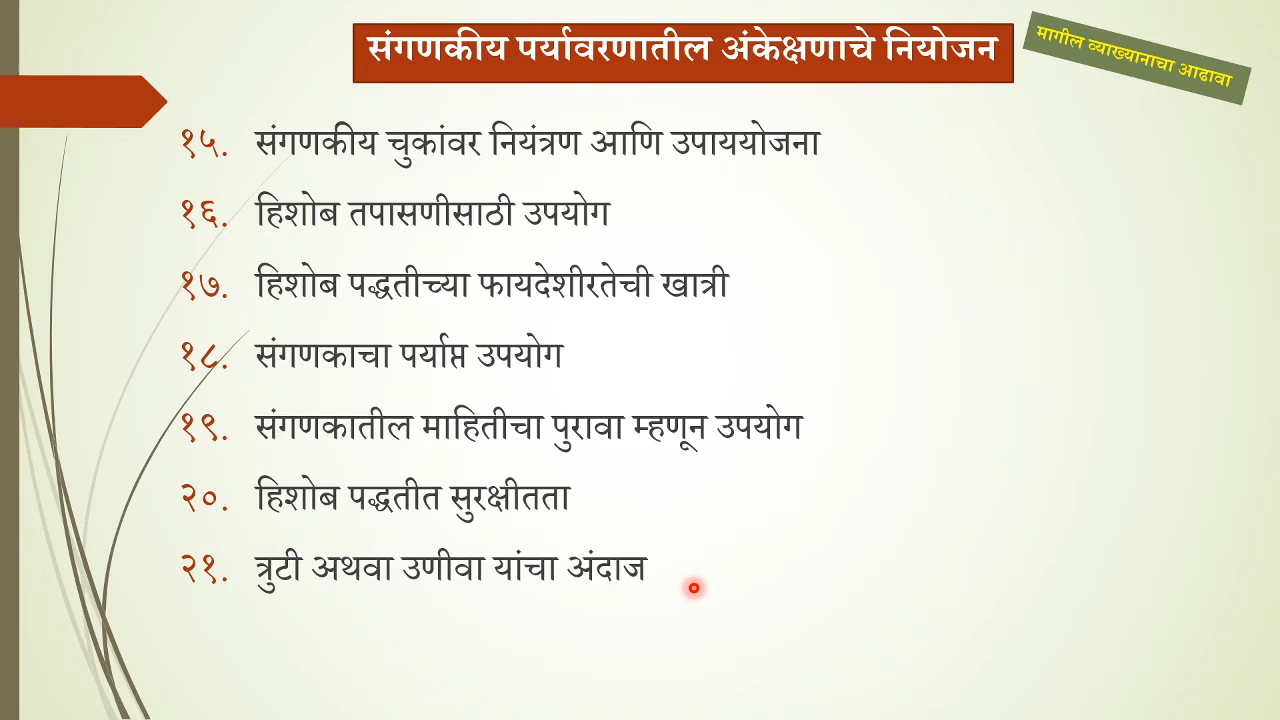 संगणकीय पर्यावरणातील अंकेक्षणाचे नियोजन
मागील व्याख्यानाचा आढावा
१५. संगणकीय चुकांवर नियंत्रण आणि उपाययोजना
१६. हिशोब तपासणीसाठी उपयोग
१७. हिशोब पद्धतीच्या फायदेशीरतेची खात्री
१८. संगणकाचा पर्याप्त उपयोग
१९. संगणकातील माहितीचा पुरावा म्हणून उपयोग
२०. हिशोब पद्धतीत सुरक्षीतता
२१. त्रुटी अथवा उणीवा यांचा अंदाज